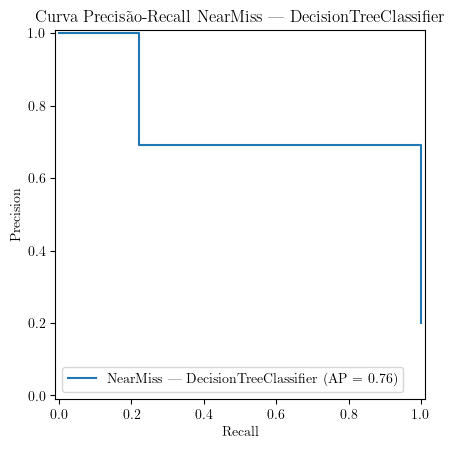 Curva Precisão-Recall NearMiss — DecisionTreeClassifier
1.0
0.8
0.6
0.4
0.2
0.0
Precision
NearMiss — DecisionTreeClassifier (AP = 0.76)
0.0 0.2 0.4 0.6 0.8 1.0
Recall